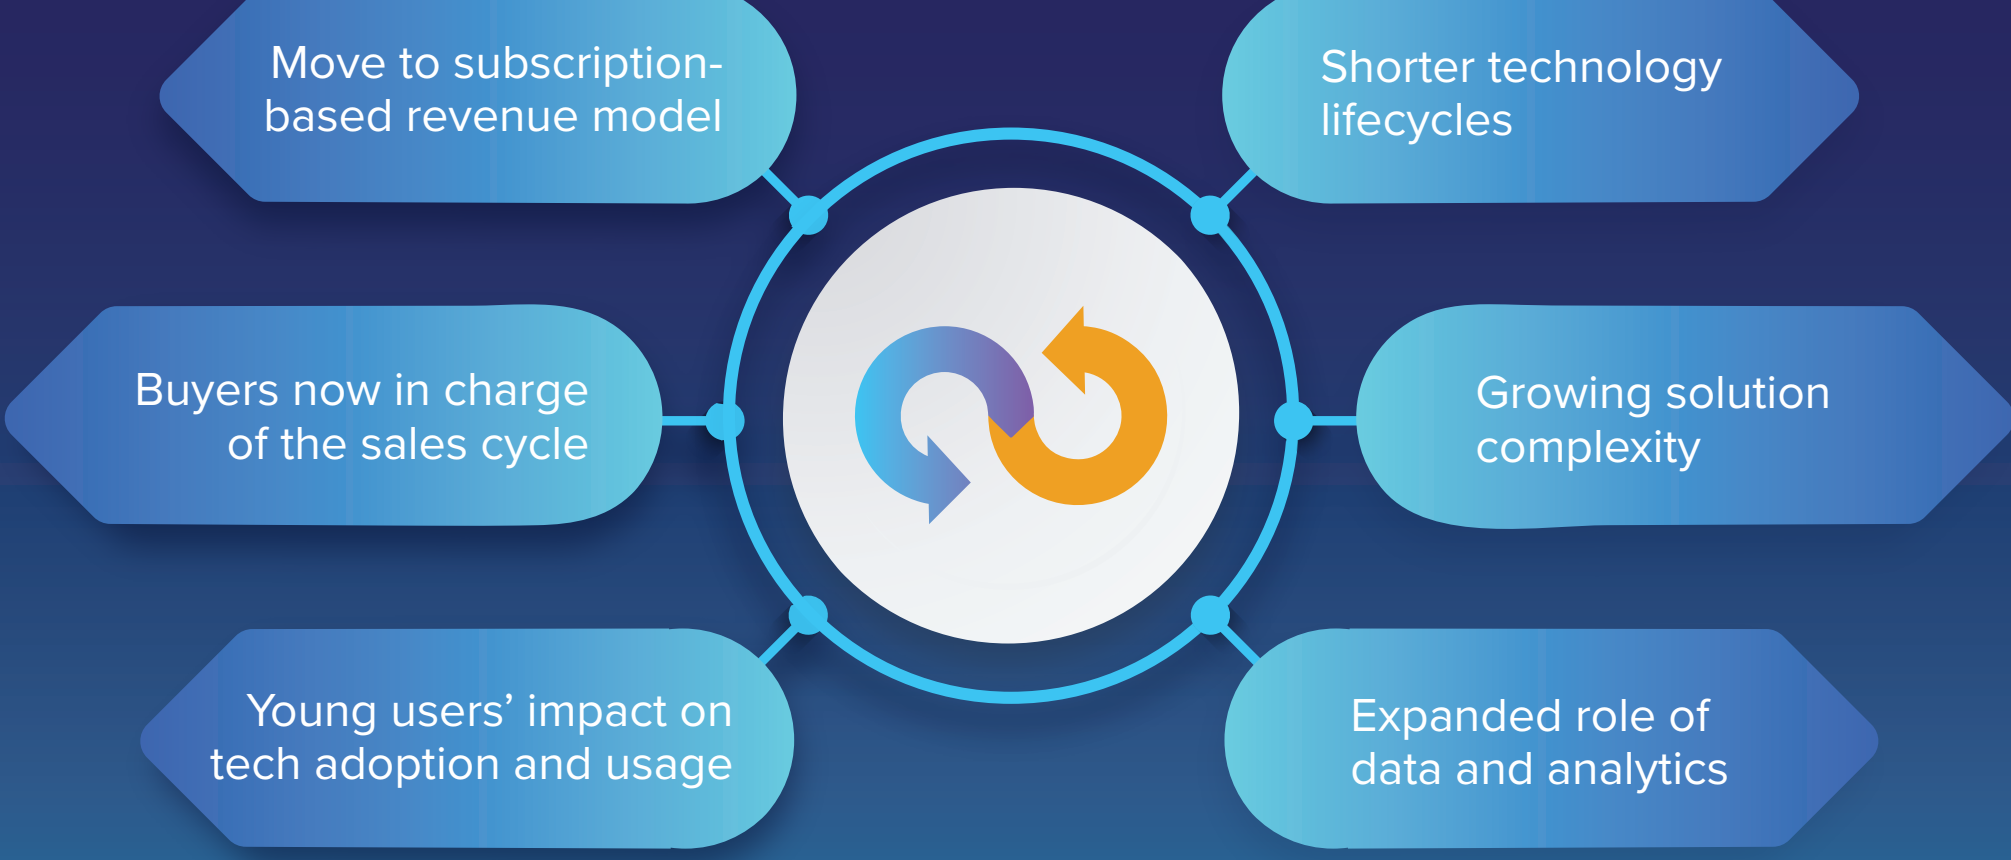 Move to subscription-
based revenue model
Shorter technology
lifecycles
Buyers now in charge
of the sales cycle
Growing solution
complexity
Young users’ impact on
tech adoption and usage
Expanded role of
data and analytics